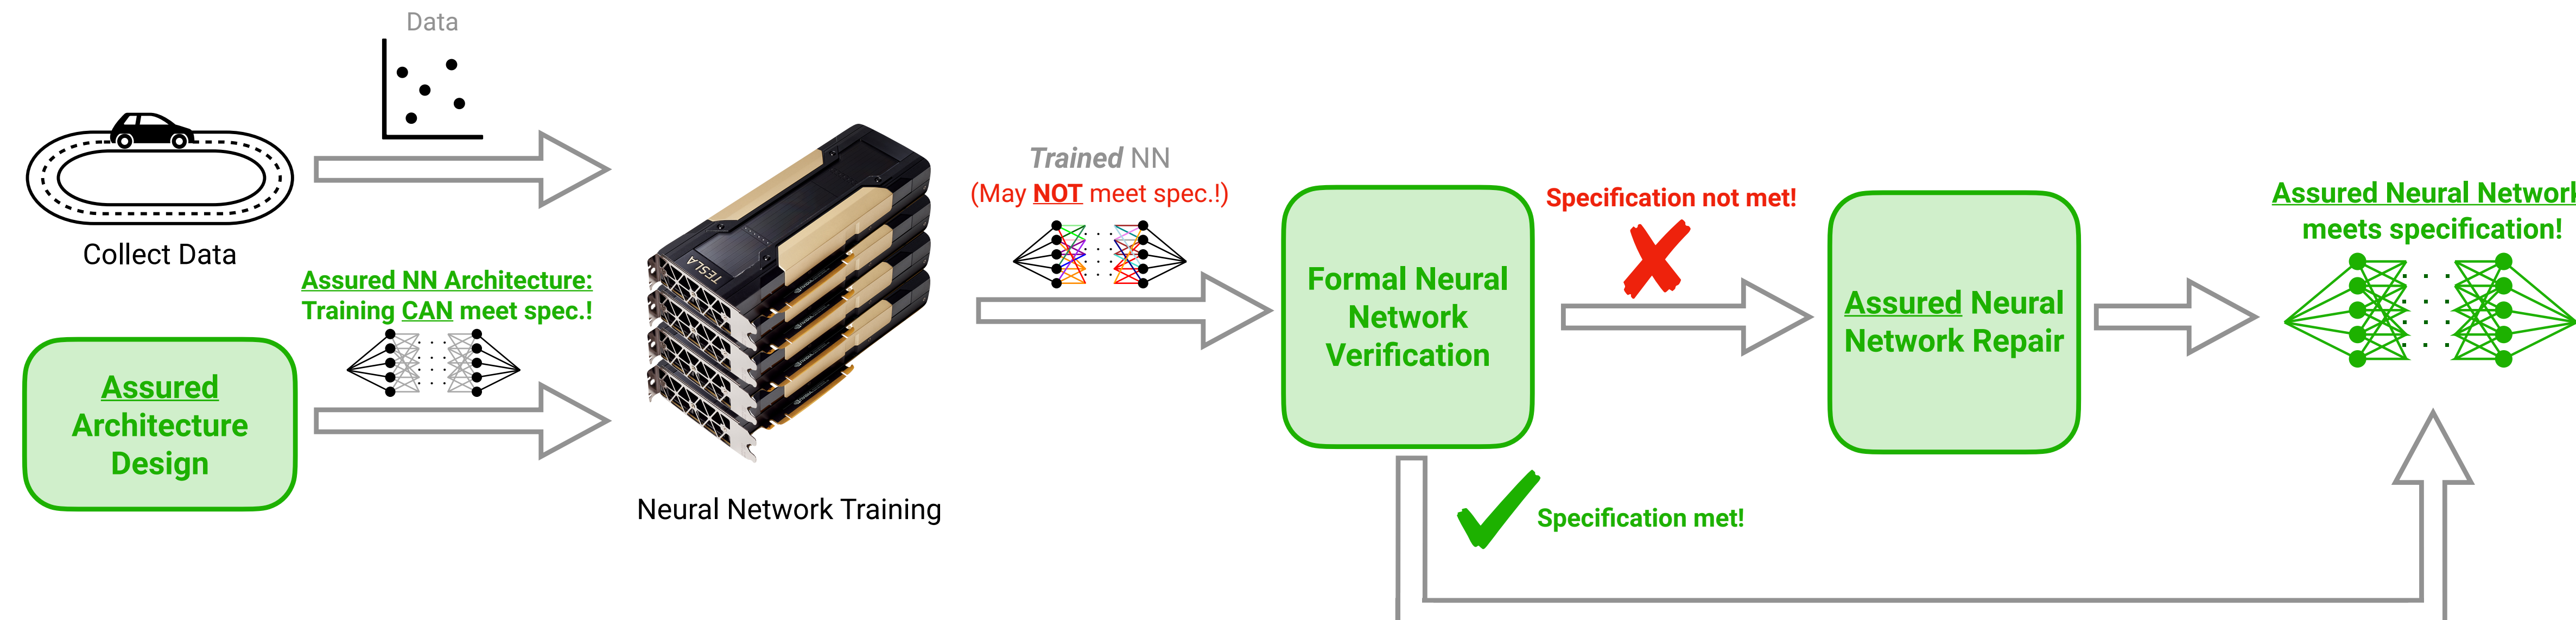 Data
Collect Data
Assured NN Architecture:
Training CAN meet spec.!
Assured
Architecture
Design
TESLA
Neural Network Training
Trained NN
(May NOT meet spec.!)
Formal Neural
Network
Verification
Specification not met!
Specification met!
Assured Neural
Network Repair
Assured Neural Network
meets specification!